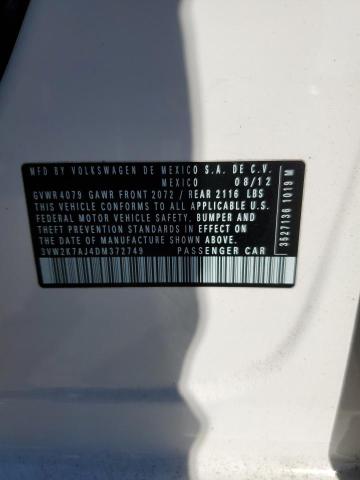 MFD BY VOLKSWAGEN DE MEXICO S.A. DE C.V.
MEXICO 08/12
GVWR 4079 GAWR FRONT 2072 / REAR 2116 LBS
THIS VEHICLE CONFORMS TO ALL APPLICABLE
FEDERAL MOTOR VEHICLE SAFETY, BUMPER AND
THEFT PREVENTION STANDARDS IN EFFECT ON
THE DATE OF MANUFACTURE SHOWN ABOVE.
3VW2K7AJ4DM372749 PASSENGER CAR
3527136 1019 M